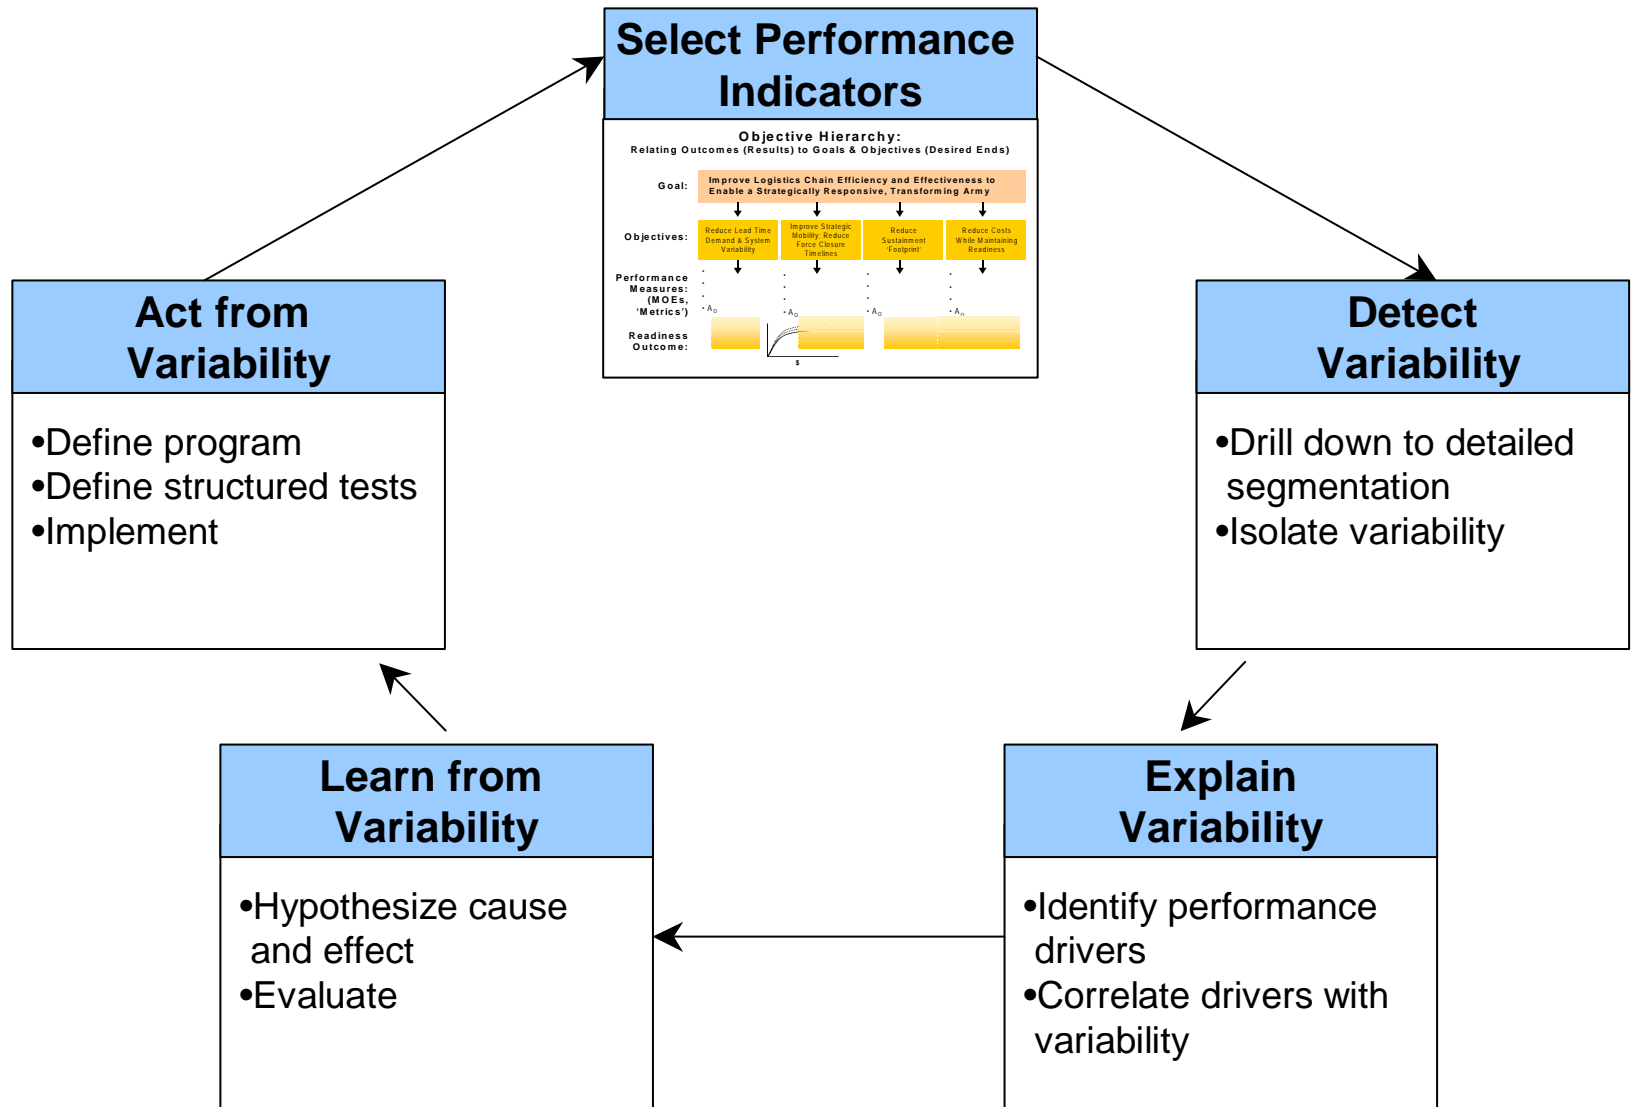 Select Performance
Indicators
Objective Hierarchy:
Relating Outcomes (Results) to Goals & Objectives (Desired Ends)
Goal:
Improve Logistics Chain Efficiency and Effectiveness to
Enable a Strategically Responsive, Transforming Army
Objectives:
Reduce Lead Time
Demand & System
Variability
Improve Strategic
Mobility; Reduce
Force Closure
Timelines
Reduce
Sustainment
'Footprint'
Reduce Costs
While Maintaining
Readiness
Performance
Measures:
(MOEs,
'Metrics')
• A₀
• A₀
• A₀
• A₀
Readiness
Outcome:
$
Detect
Variability
•Drill down to detailed
segmentation
•Isolate variability
Explain
Variability
•Identify performance
drivers
•Correlate drivers with
variability
Learn from
Variability
•Hypothesize cause
and effect
•Evaluate
Act from
Variability
•Define program
•Define structured tests
•Implement